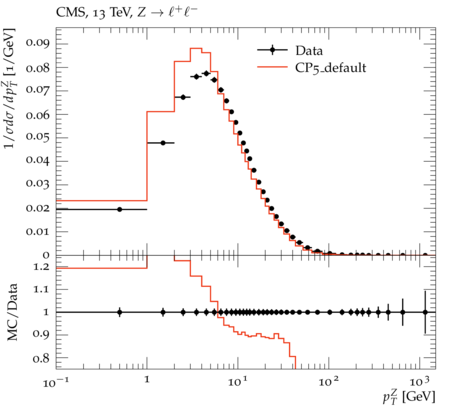 CMS, 13 TeV, Z → ℓ⁺ℓ⁻
1/σdσ/dp_T^Z [1/GeV]
0.09
0.08
0.07
0.06
0.05
0.04
0.03
0.02
0.01
0
Data
CP5_default
MC/Data
1.2
1.1
1
0.9
0.8
10⁻¹ 1 10¹ 10² 10³
p_T^Z [GeV]